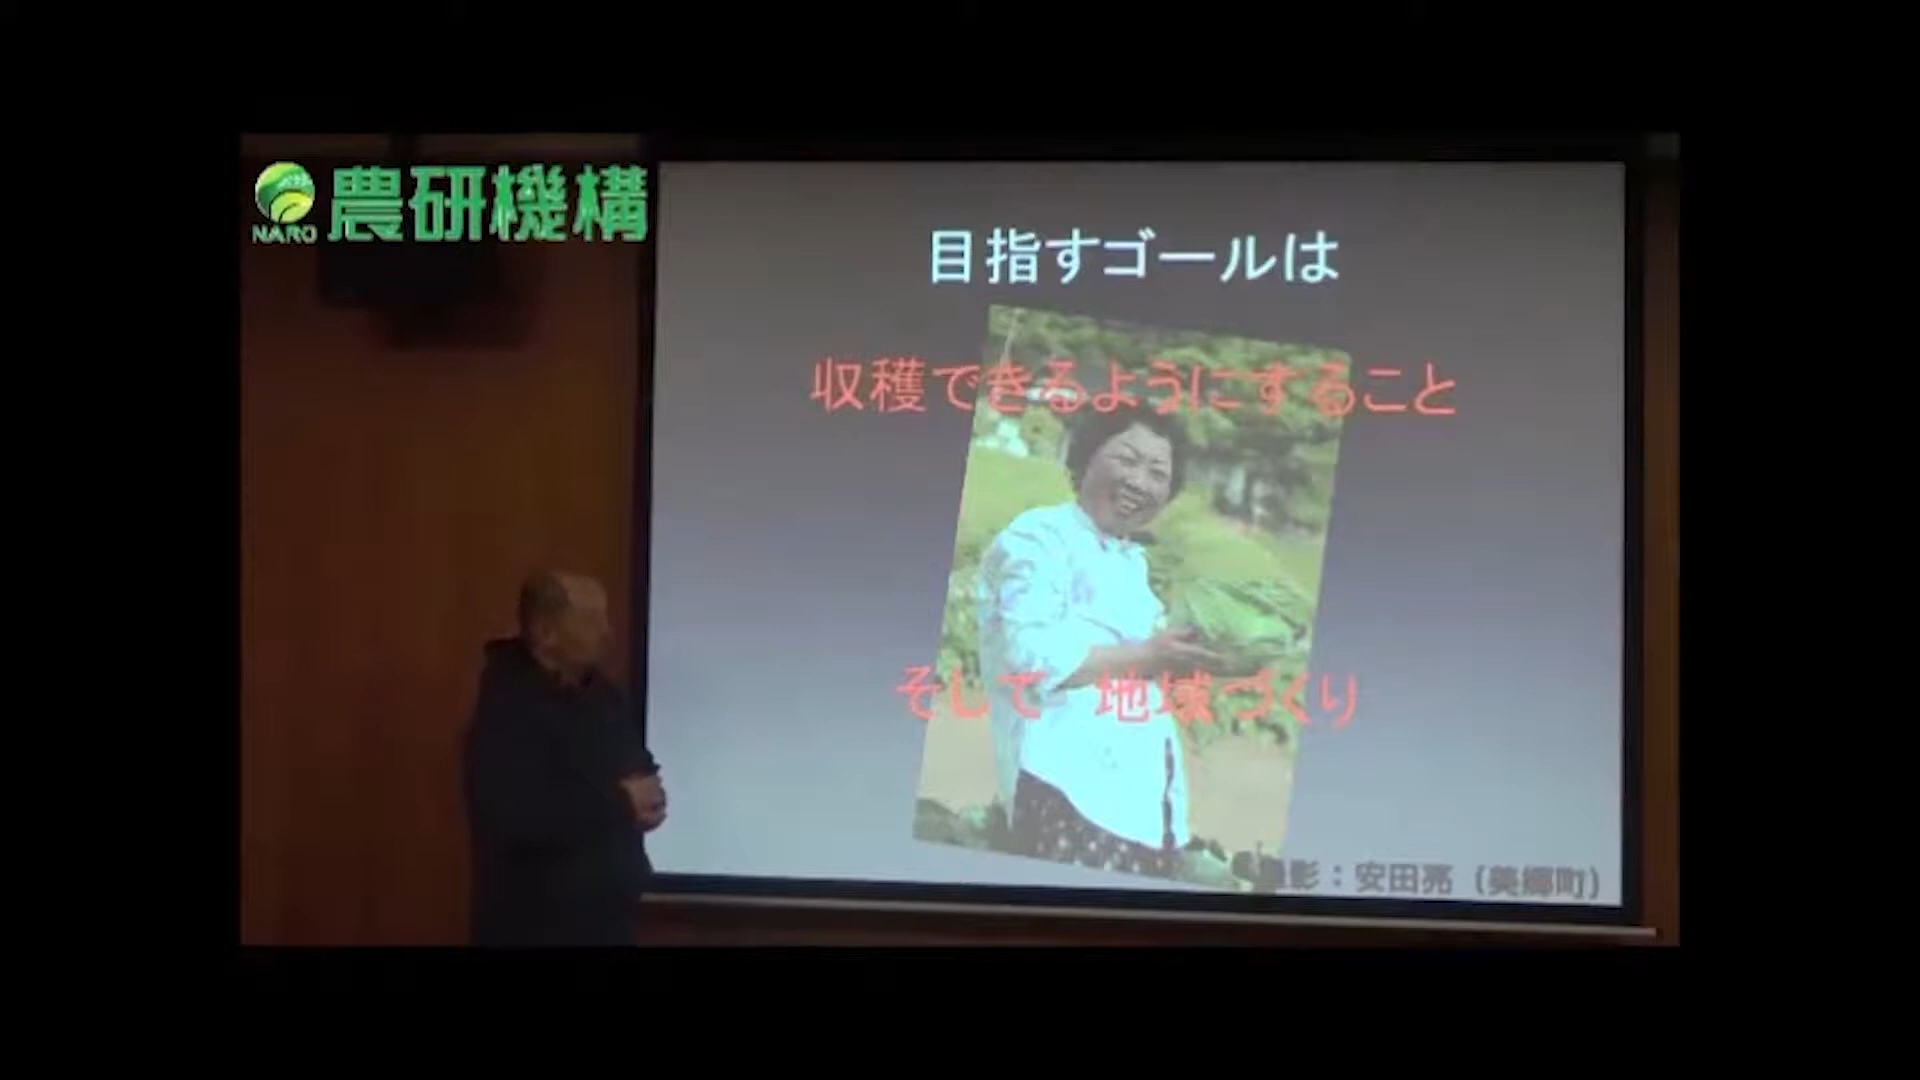 NARO 農研機構
目指すゴールは
収穫できるようにすること
そして 地域づくり
影：安田亮（美郷町）